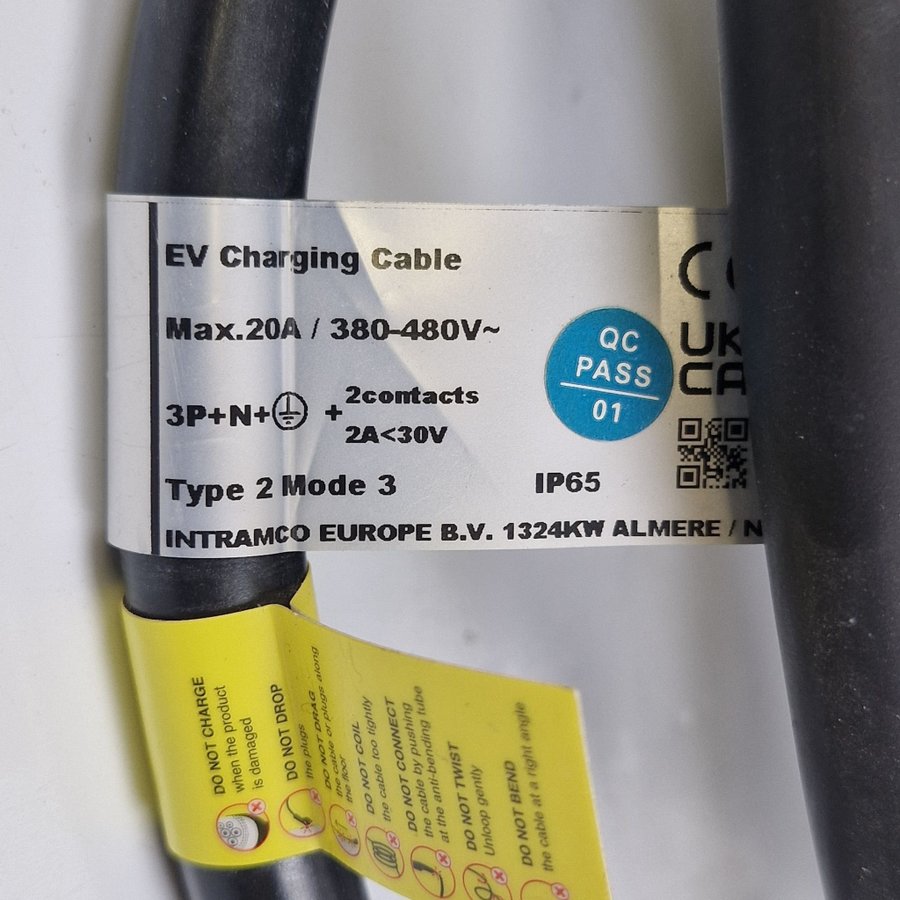 EV Charging Cable
Max.20A / 380-480V~
3P+N+ + 2contacts
2A<30V
Type 2 Mode 3 IP65
INTRAMCO EUROPE B.V. 1324KW ALMERE / N
QC
PASS
01
CE
UK
CA
DO NOT CHARGE
when the product
is damaged
DO NOT DROP
the plugs
DO NOT DRAG
the cable or plugs along
the floor
DO NOT COIL
the cable too tightly
DO NOT CONNECT
the cable by pushing
at the anti-bending tube
DO NOT TWIST
Unloop gently
DO NOT BEND
the cable at a right angle